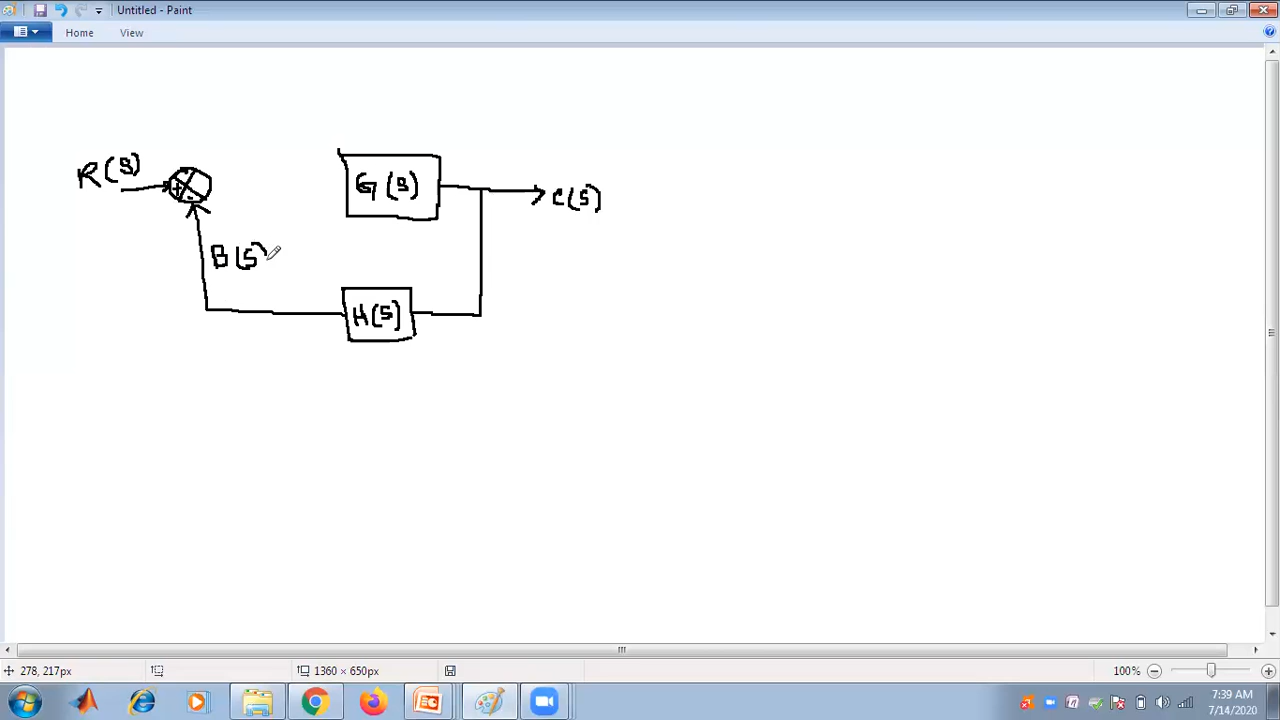 Untitled - Paint
Home View
R(S)
+
-
G(S)
C(S)
B(S)
H(S)
278, 217px
1360 × 650px
100%
7:39 AM
7/14/2020